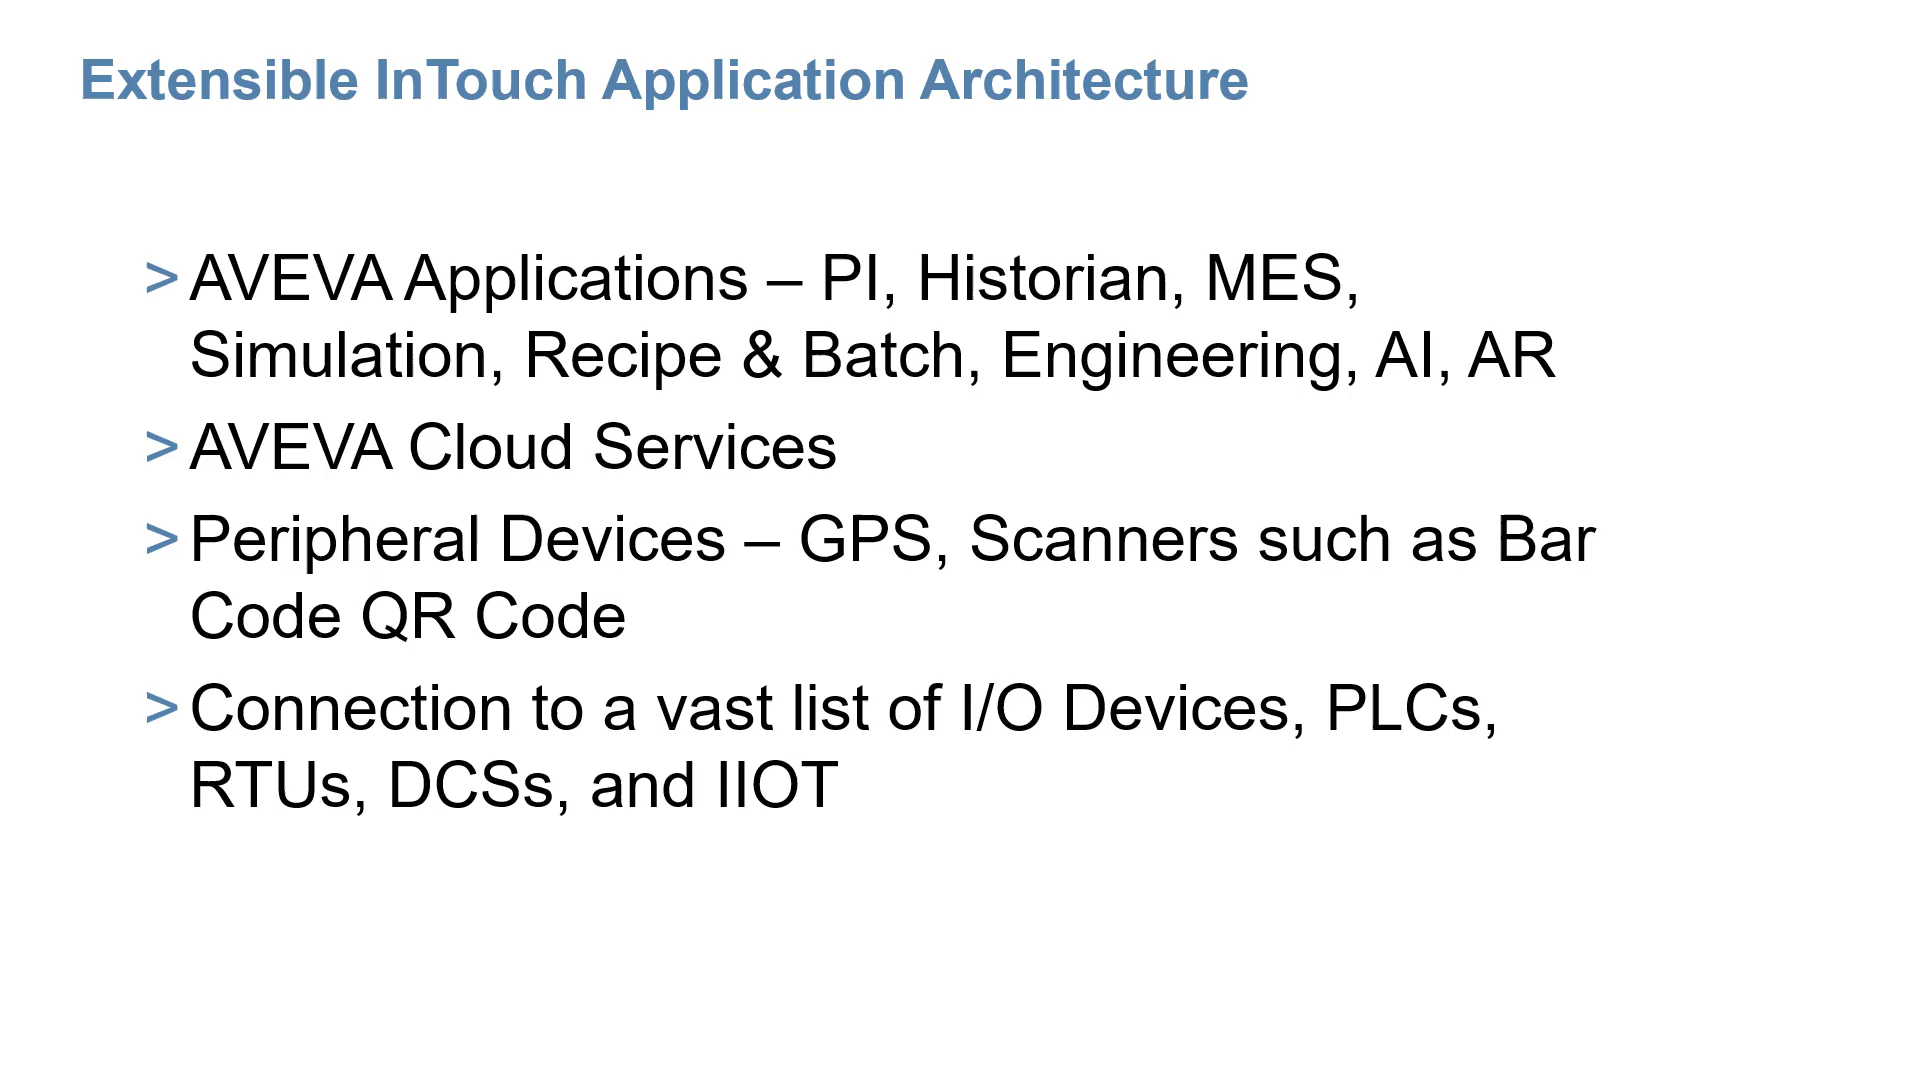 Extensible InTouch Application Architecture
> AVEVA Applications – PI, Historian, MES,
Simulation, Recipe & Batch, Engineering, AI, AR
> AVEVA Cloud Services
> Peripheral Devices – GPS, Scanners such as Bar
Code QR Code
> Connection to a vast list of I/O Devices, PLCs,
RTUs, DCSs, and IIOT